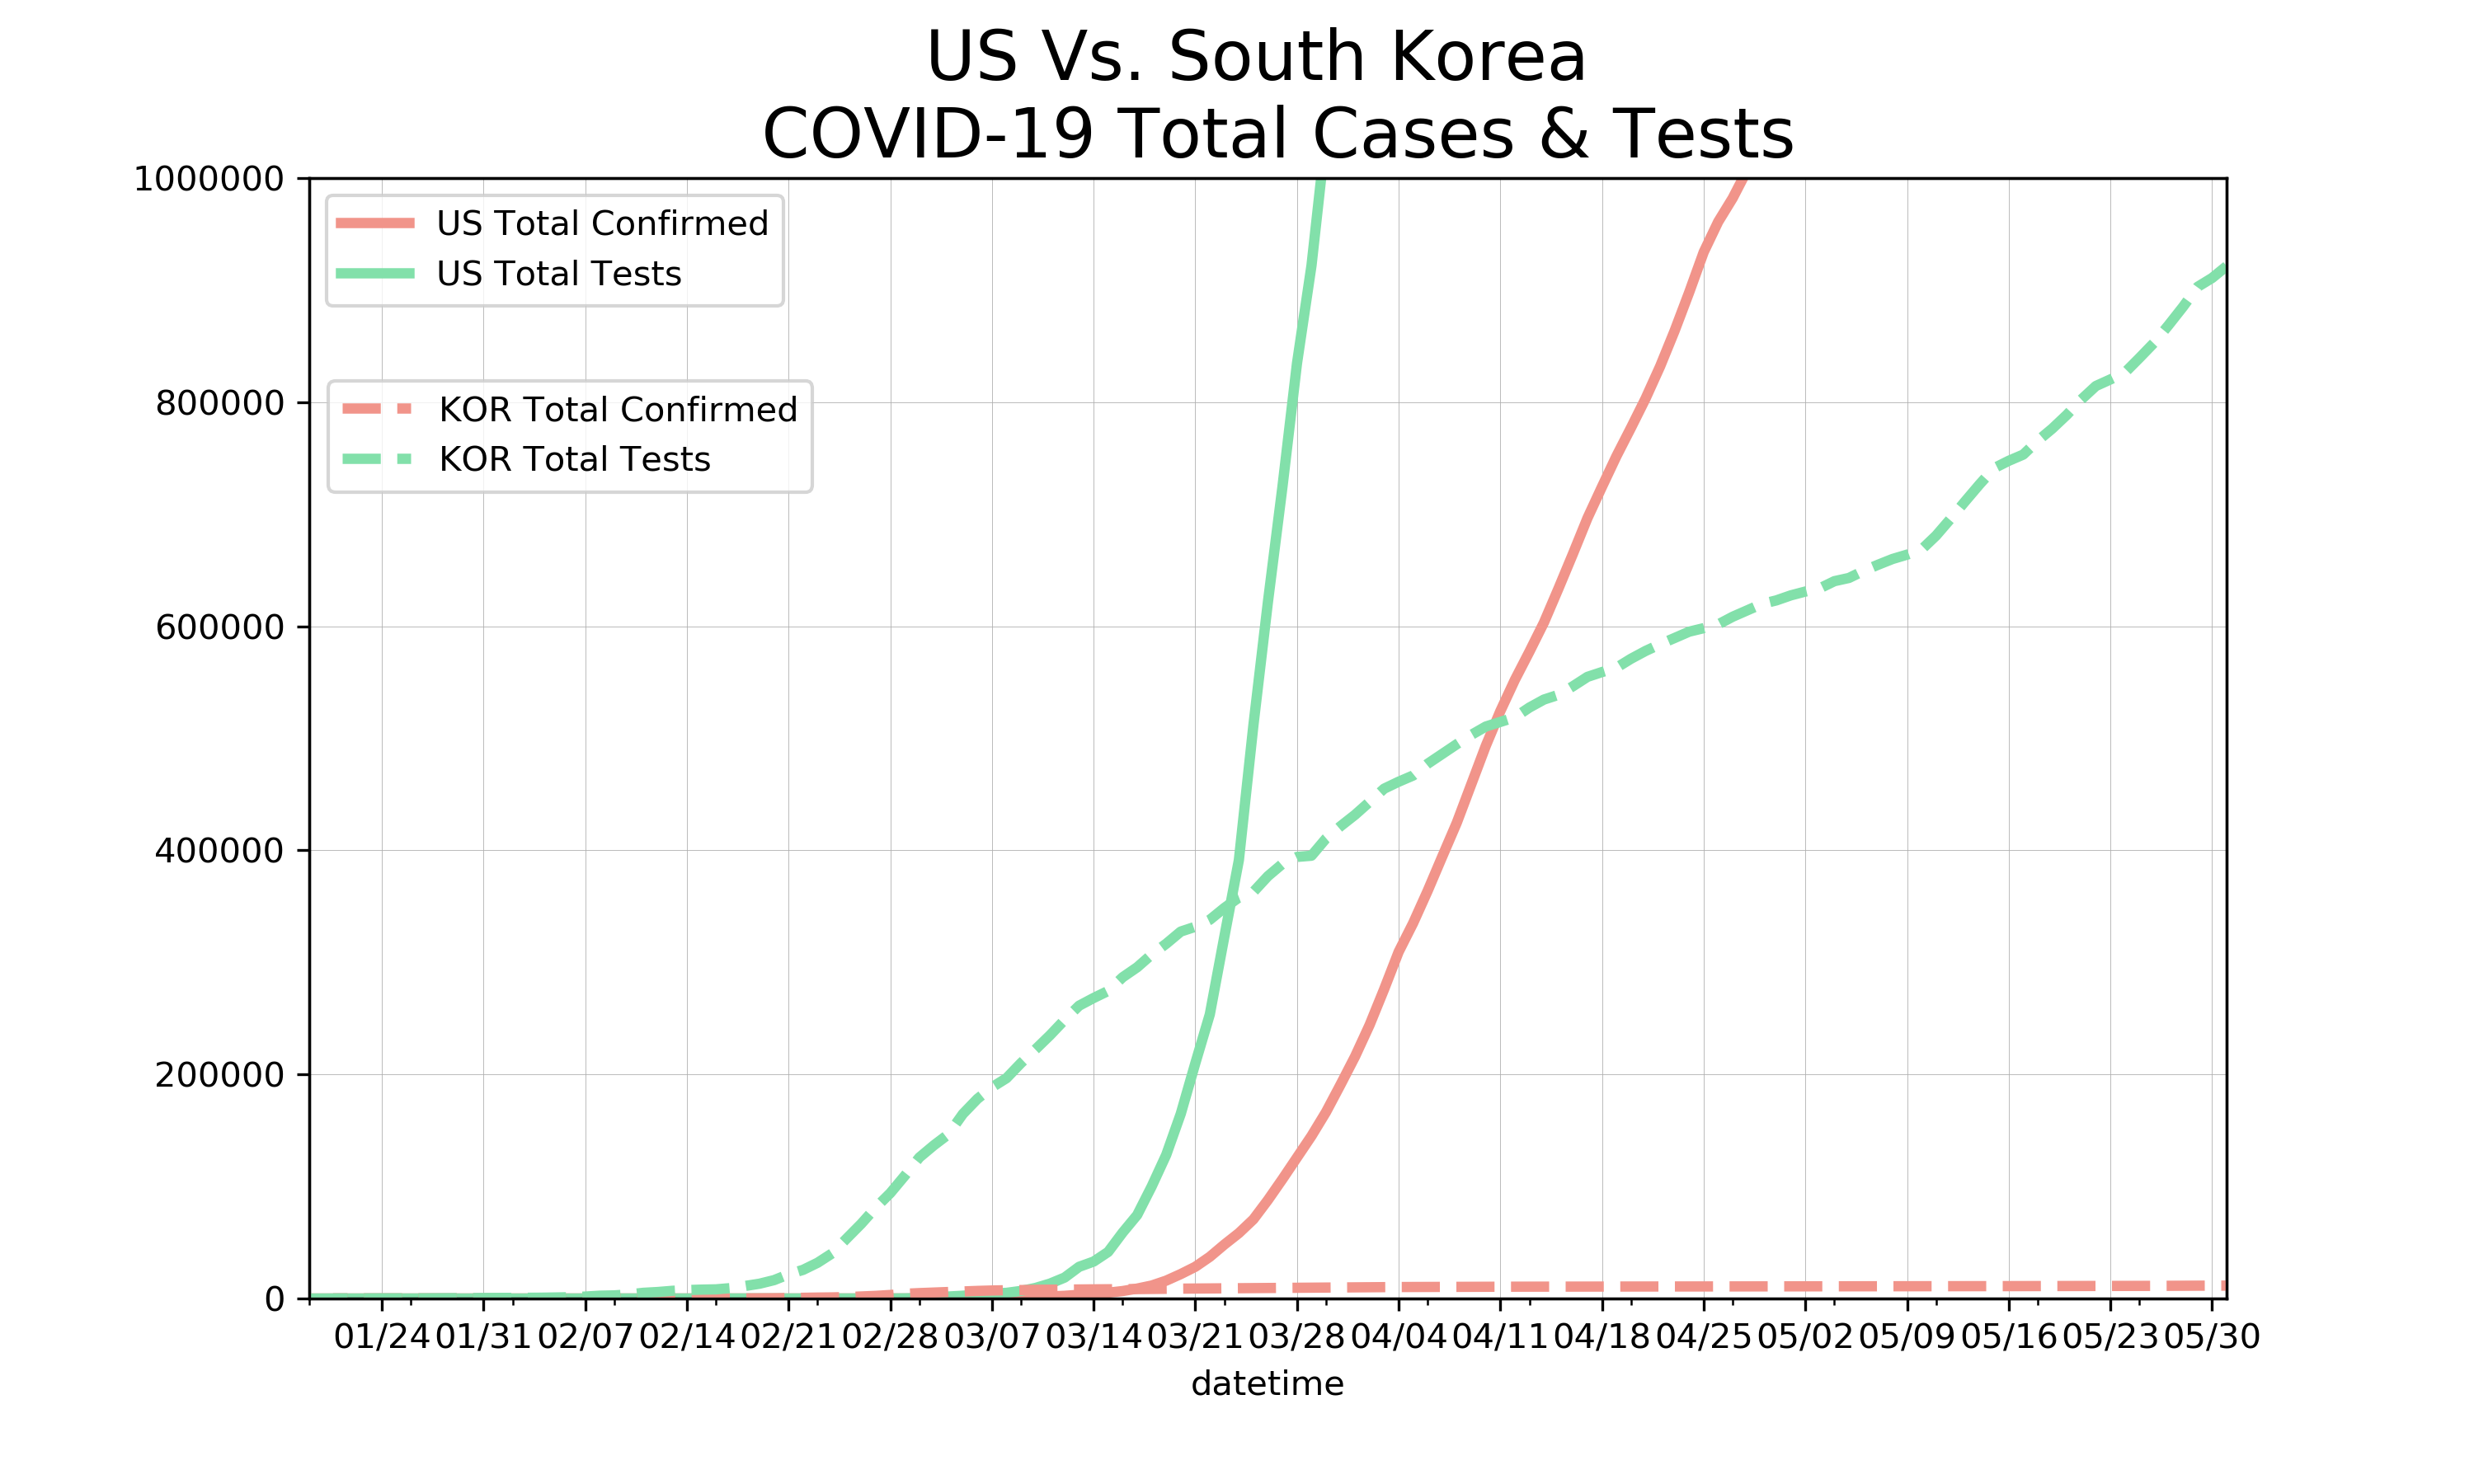 US Vs. South Korea
COVID-19 Total Cases & Tests
1000000
800000
600000
400000
200000
0
US Total Confirmed
US Total Tests
KOR Total Confirmed
KOR Total Tests
01/24 01/31 02/07 02/14 02/21 02/28 03/07 03/14 03/21 03/28 04/04 04/11 04/18 04/25 05/02 05/09 05/16 05/23 05/30
datetime